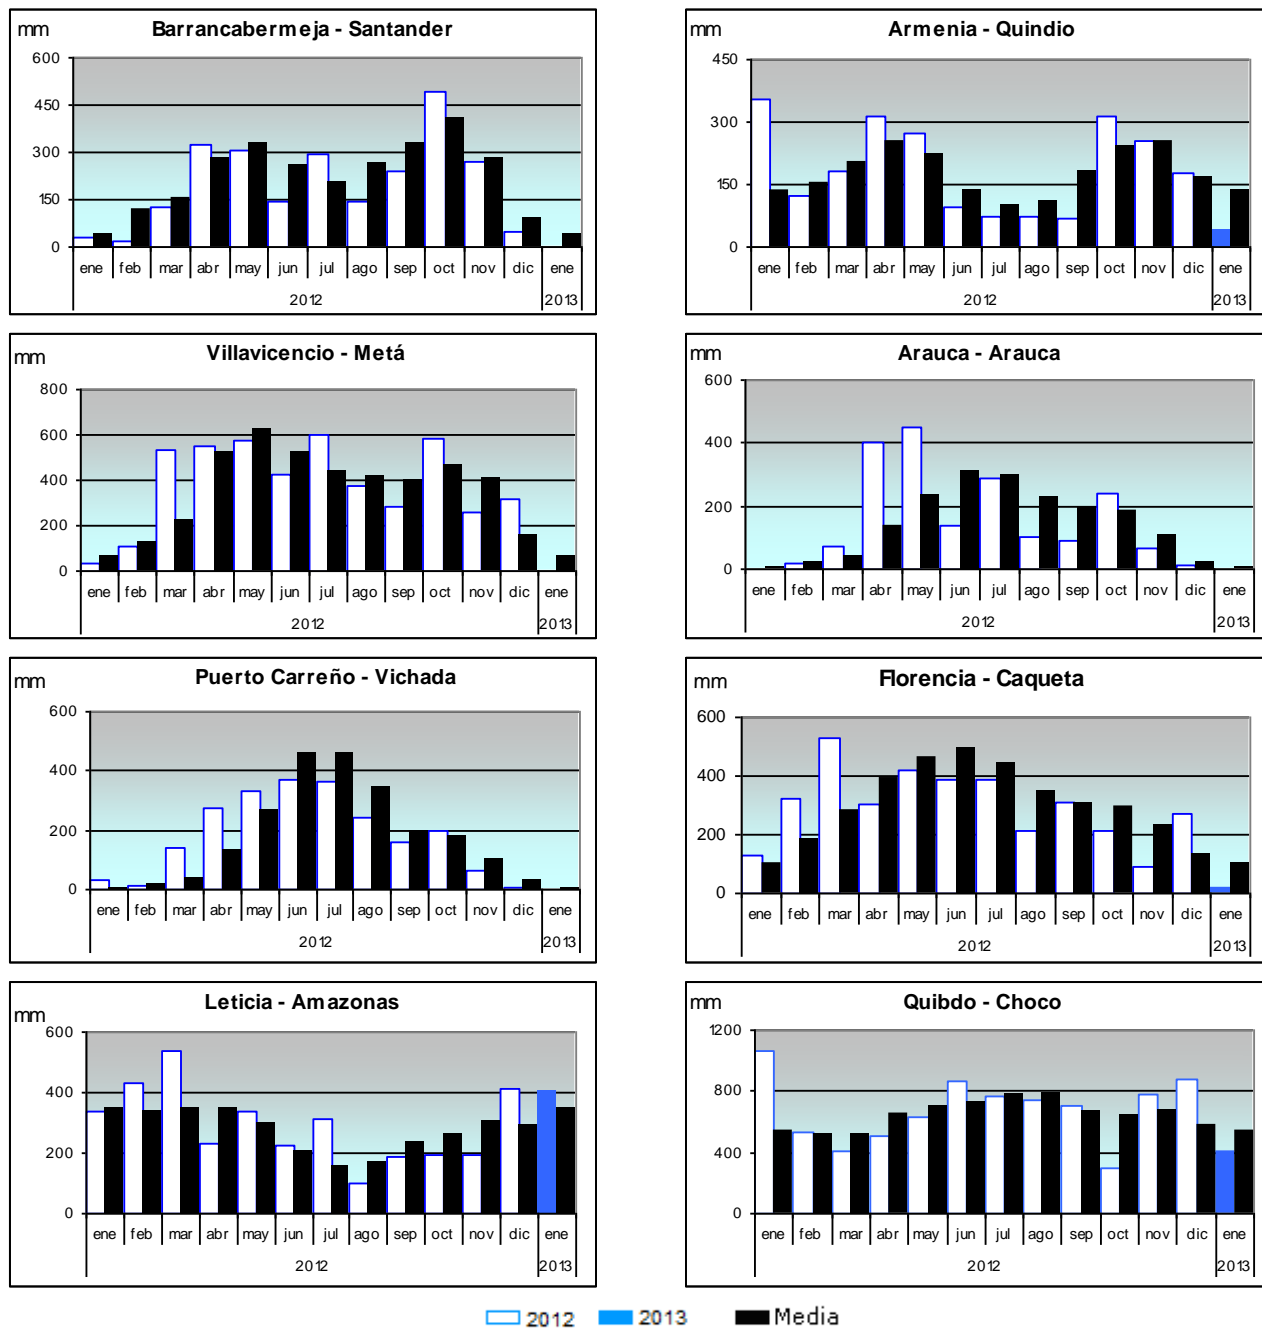 mm
Barrancabermeja - Santander
600
450
300
150
0
ene feb mar abr may jun jul ago sep oct nov dic ene
2012 2013
mm
Armenia - Quindio
450
300
150
0
ene feb mar abr may jun jul ago sep oct nov dic ene
2012 2013
mm
Villavicencio - Metá
800
600
400
200
0
ene feb mar abr may jun jul ago sep oct nov dic ene
2012 2013
mm
Arauca - Arauca
600
400
200
0
ene feb mar abr may jun jul ago sep oct nov dic ene
2012 2013
mm
Puerto Carreño - Vichada
600
400
200
0
ene feb mar abr may jun jul ago sep oct nov dic ene
2012 2013
mm
Florencia - Caqueta
600
400
200
0
ene feb mar abr may jun jul ago sep oct nov dic ene
2012 2013
mm
Leticia - Amazonas
600
400
200
0
ene feb mar abr may jun jul ago sep oct nov dic ene
2012 2013
mm
Quibdo - Choco
1200
800
400
0
ene feb mar abr may jun jul ago sep oct nov dic ene
2012 2013
2012 2013 Media